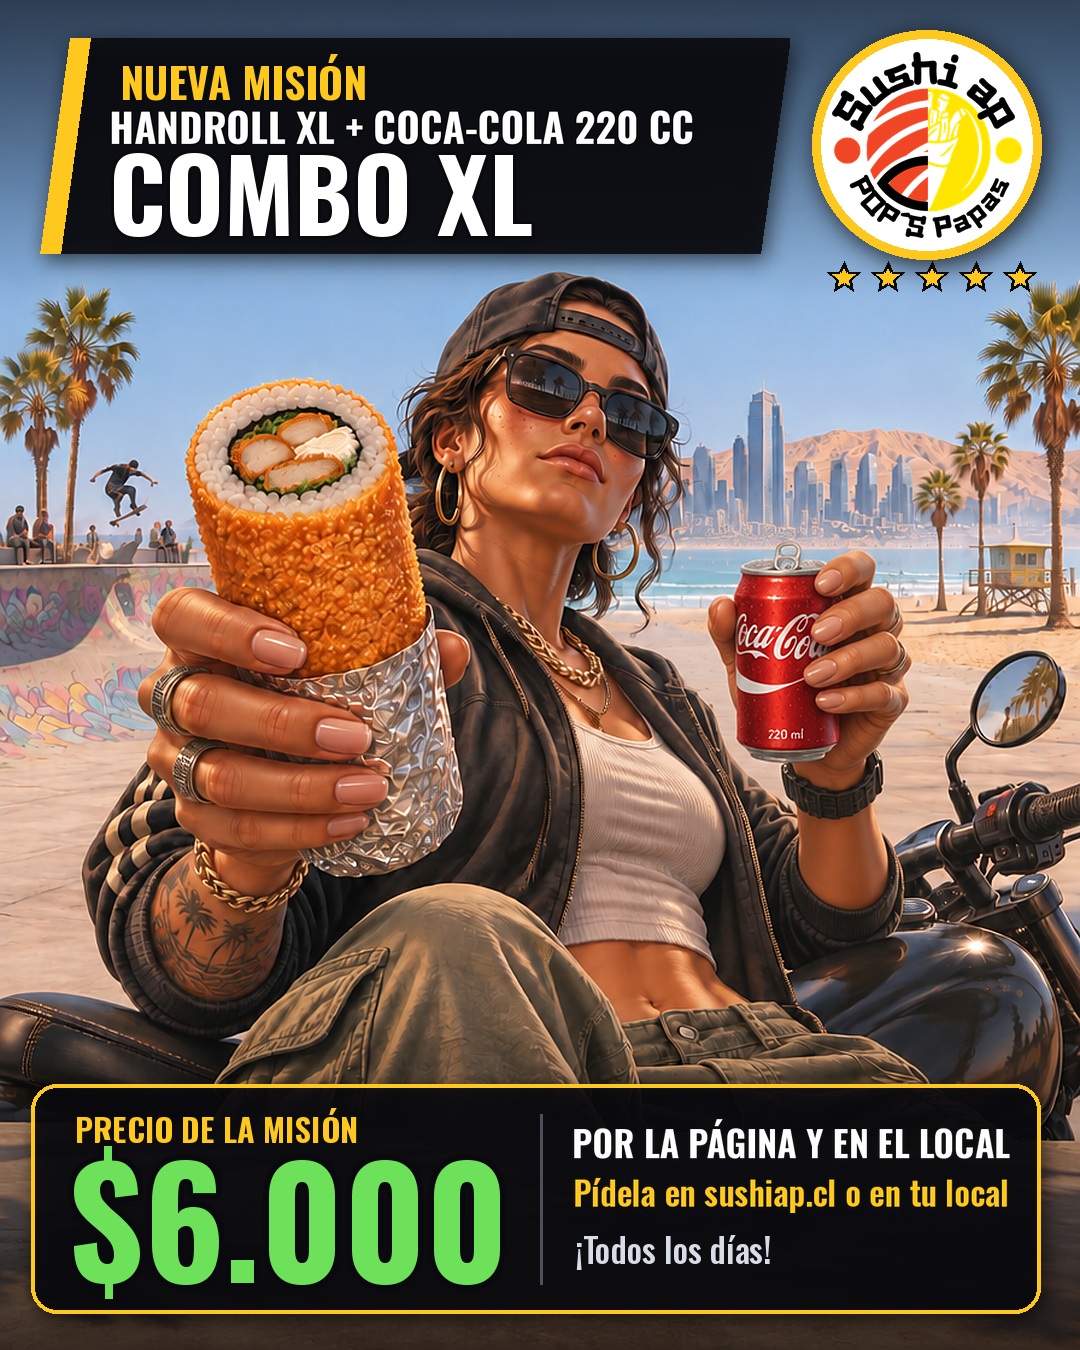 NUEVA MISIÓN
HANDROLL XL + COCA-COLA 220 CC
COMBO XL
Sushi ap
POP'S Papas
Coca-Cola
220 ml
PRECIO DE LA MISIÓN
$6.000
POR LA PÁGINA Y EN EL LOCAL
Pídela en sushiap.cl o en tu local
¡Todos los días!